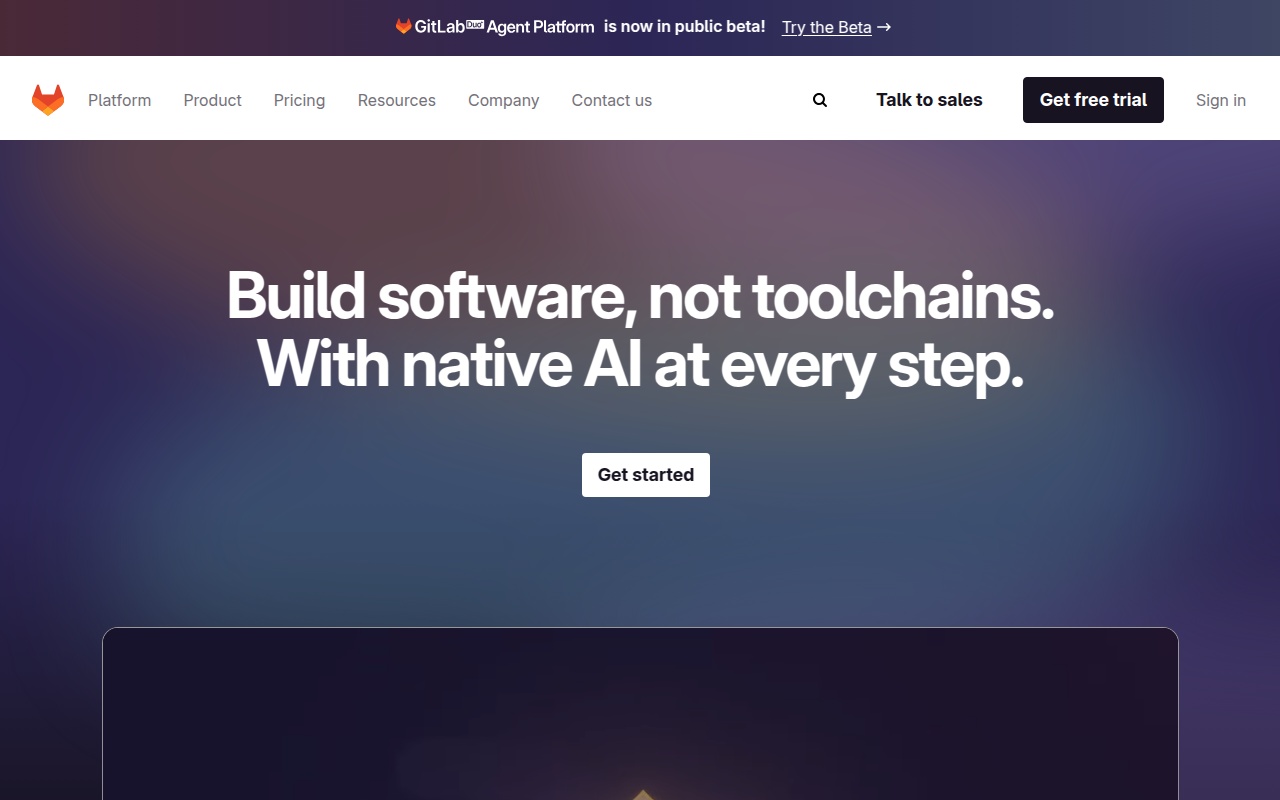 GitLab Duo Agent Platform is now in public beta! Try the Beta →
Platform Product Pricing Resources Company Contact us Talk to sales Get free trial Sign in
Build software, not toolchains.
With native AI at every step.
Get started